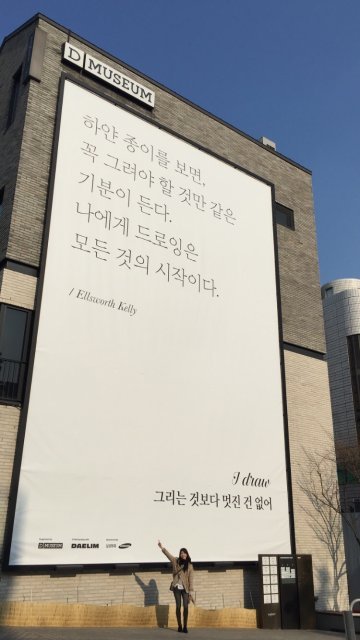 D MUSEUM
하얀 종이를 보면,
꼭 그려야 할 것만 같은
기분이 든다.
나에게 드로잉은
모든 것의 시작이다.
/ Ellsworth Kelly
I draw
그리는 것보다 멋진 건 없어
D MUSEUM DAELIM